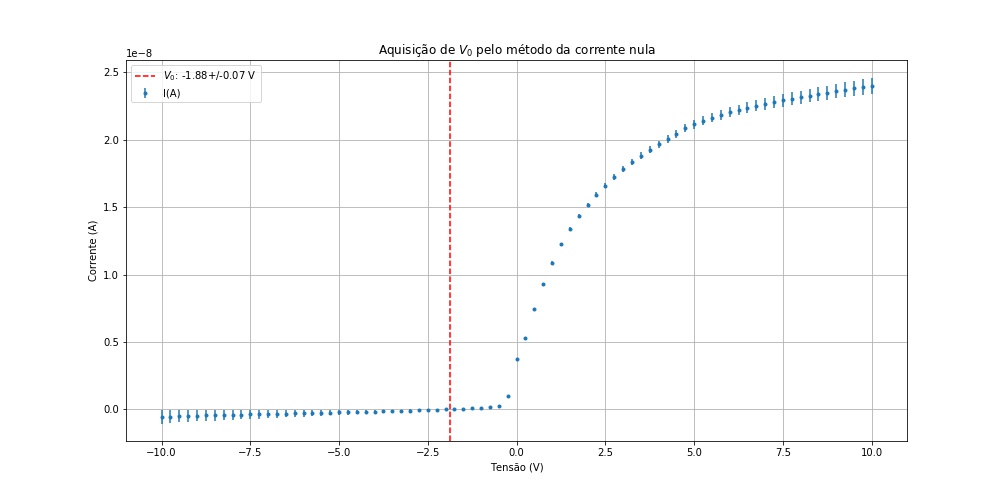 Aquisição de V₀ pelo método da corrente nula
1e−8
V₀: -1.88+/-0.07 V
I(A)
2.5
2.0
1.5
1.0
0.5
0.0
Corrente (A)
−10.0 −7.5 −5.0 −2.5 0.0 2.5 5.0 7.5 10.0
Tensão (V)